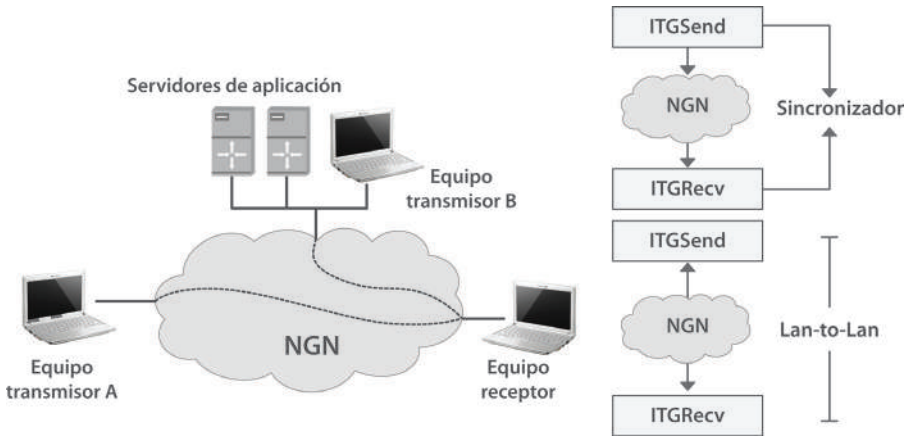 Servidores de aplicación
Equipo
transmisor B
NGN
Equipo
transmisor A
Equipo
receptor
ITGSend
NGN
Sincronizador
ITGRecv
ITGSend
NGN
Lan-to-Lan
ITGRecv